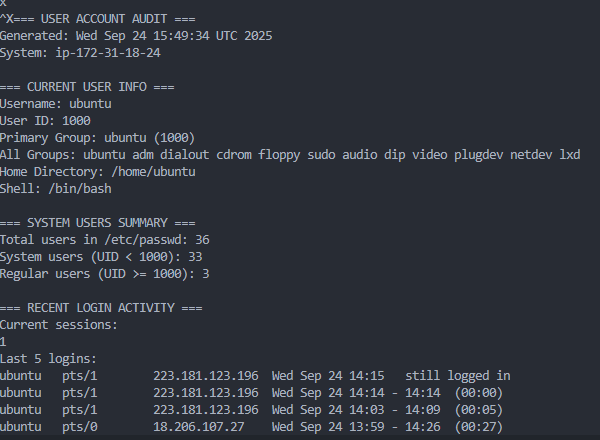 x
^X=== USER ACCOUNT AUDIT ===
Generated: Wed Sep 24 15:49:34 UTC 2025
System: ip-172-31-18-24
=== CURRENT USER INFO ===
Username: ubuntu
User ID: 1000
Primary Group: ubuntu (1000)
All Groups: ubuntu adm dialout cdrom floppy sudo audio dip video plugdev netdev lxd
Home Directory: /home/ubuntu
Shell: /bin/bash
=== SYSTEM USERS SUMMARY ===
Total users in /etc/passwd: 36
System users (UID < 1000): 33
Regular users (UID >= 1000): 3
=== RECENT LOGIN ACTIVITY ===
Current sessions:
1
Last 5 logins:
ubuntu   pts/1        223.181.123.196  Wed Sep 24 14:15   still logged in
ubuntu   pts/1        223.181.123.196  Wed Sep 24 14:14 - 14:14  (00:00)
ubuntu   pts/1        223.181.123.196  Wed Sep 24 14:03 - 14:09  (00:05)
ubuntu   pts/0        18.206.107.27    Wed Sep 24 13:59 - 14:26  (00:27)